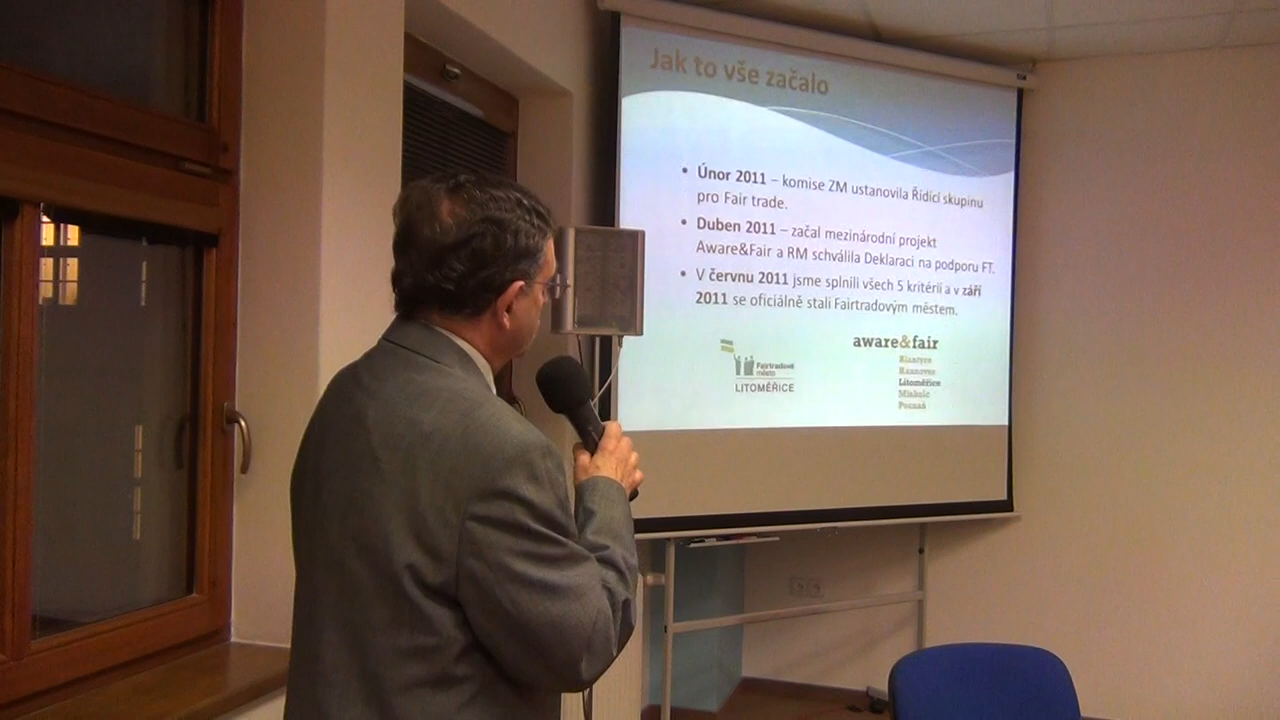 Jak to vše začalo
• Únor 2011 – komise ZM ustanovila Řídící skupinu
pro Fair trade.
• Duben 2011 – začal mezinárodní projekt
Aware&Fair a RM schválila Deklaraci na podporu FT.
• V červnu 2011 jsme splnili všech 5 kritérií a v září
2011 se oficiálně stali Fairtradovým městem.
Fairtradové
město
LITOMĚŘICE
aware&fair
Blantyre
Hannover
Litoměřice
Miskolc
Poznań